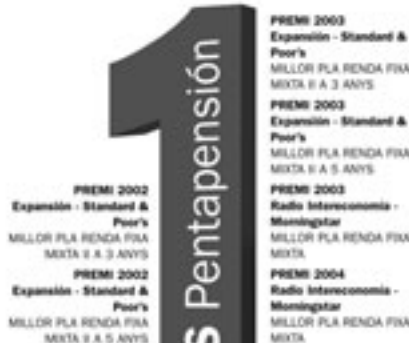 PREMI 2003
Expansión - Standard &
Poor's
MILLOR PLA RENDA FIXA
MIXTA II A 3 ANYS
PREMI 2003
Expansión - Standard &
Poor's
MILLOR PLA RENDA FIXA
MIXTA II A 5 ANYS
PREMI 2003
Radio Intereconomia -
Morningstar
MILLOR PLA RENDA FIXA
MIXTA
PREMI 2004
Radio Intereconomia -
Morningstar
MILLOR PLA RENDA FIXA
MIXTA
PREMI 2002
Expansión - Standard &
Poor's
MILLOR PLA RENDA FIXA
MIXTA II A 3 ANYS
PREMI 2002
Expansión - Standard &
Poor's
MILLOR PLA RENDA FIXA
MIXTA II A 5 ANYS
1
s Pentapensión